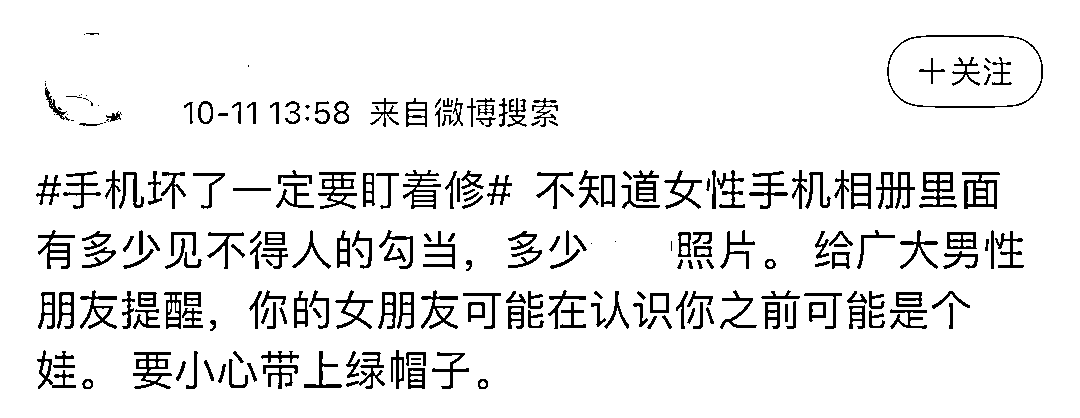 +关注
10-11 13:58 来自微博搜索
#手机坏了一定要盯着修# 不知道女性手机相册里面
有多少见不得人的勾当，多少 照片。 给广大男性
朋友提醒，你的女朋友可能在认识你之前可能是个
娃。 要小心带上绿帽子。